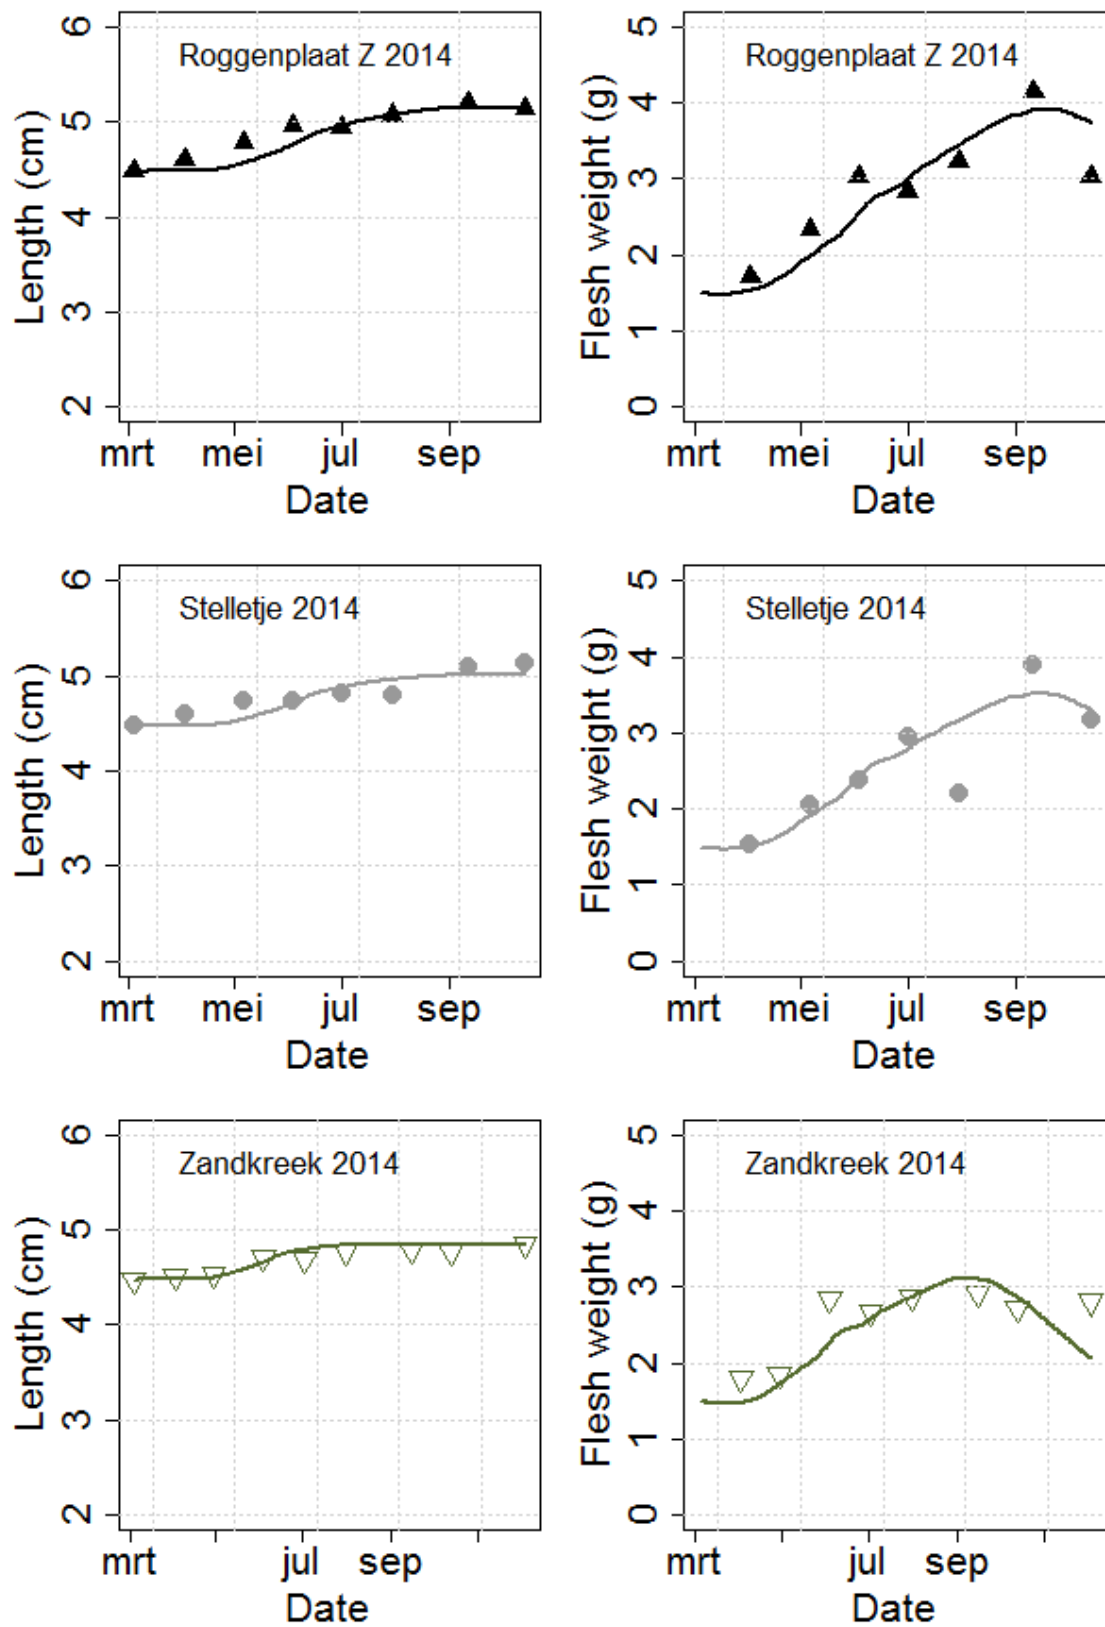 Roggenplaat Z 2014
Length (cm)
6
5
4
3
2
mrt mei jul sep
Date
Roggenplaat Z 2014
Flesh weight (g)
5
4
3
2
1
0
mrt mei jul sep
Date
Stelletje 2014
Length (cm)
6
5
4
3
2
mrt mei jul sep
Date
Stelletje 2014
Flesh weight (g)
5
4
3
2
1
0
mrt mei jul sep
Date
Zandkreek 2014
Length (cm)
6
5
4
3
2
mrt jul sep
Date
Zandkreek 2014
Flesh weight (g)
5
4
3
2
1
0
mrt jul sep
Date